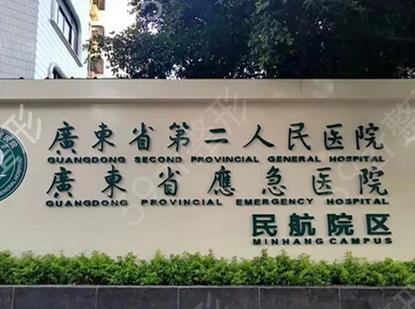 廣東省第二人民医院
GUANGDONG SECOND PROVINCIAL GENERAL HOSPITAL
廣東省應急医院
GUANGDONG PROVINCIAL EMERGENCY HOSPITAL
民航院区
MINHANG CAMPUS